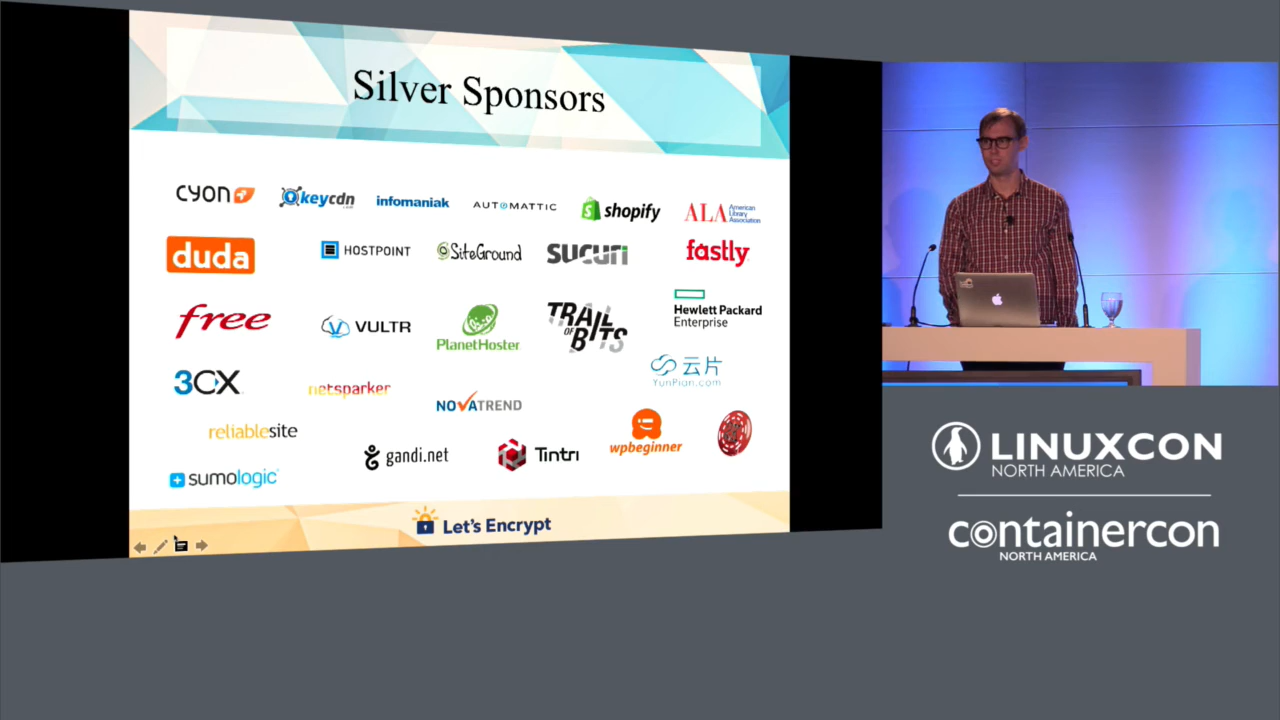 Silver Sponsors
cyon
keycdn
infomaniak
AUTOMATTIC
shopify
ALA American
Library
Association
duda
HOSTPOINT
SiteGround
SUCURI
fastly
free
VULTR
PlanetHoster
TRAIL
OF BITS
Hewlett Packard
Enterprise
3CX
netsparker
NOVATREND
云片
YunPian.com
reliablesite
gandi.net
Tintri
wpbeginner
sumologic
Let's Encrypt
LINUXCON
NORTH AMERICA
containercon
NORTH AMERICA